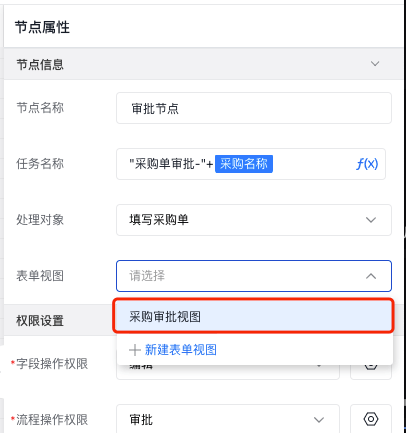 节点属性
节点信息
节点名称 审批节点
任务名称 "采购单审批-"+ 采购名称 f(x)
处理对象 填写采购单
表单视图 请选择
采购审批视图
权限设置
新建表单视图
*字段操作权限 编辑
*流程操作权限 审批